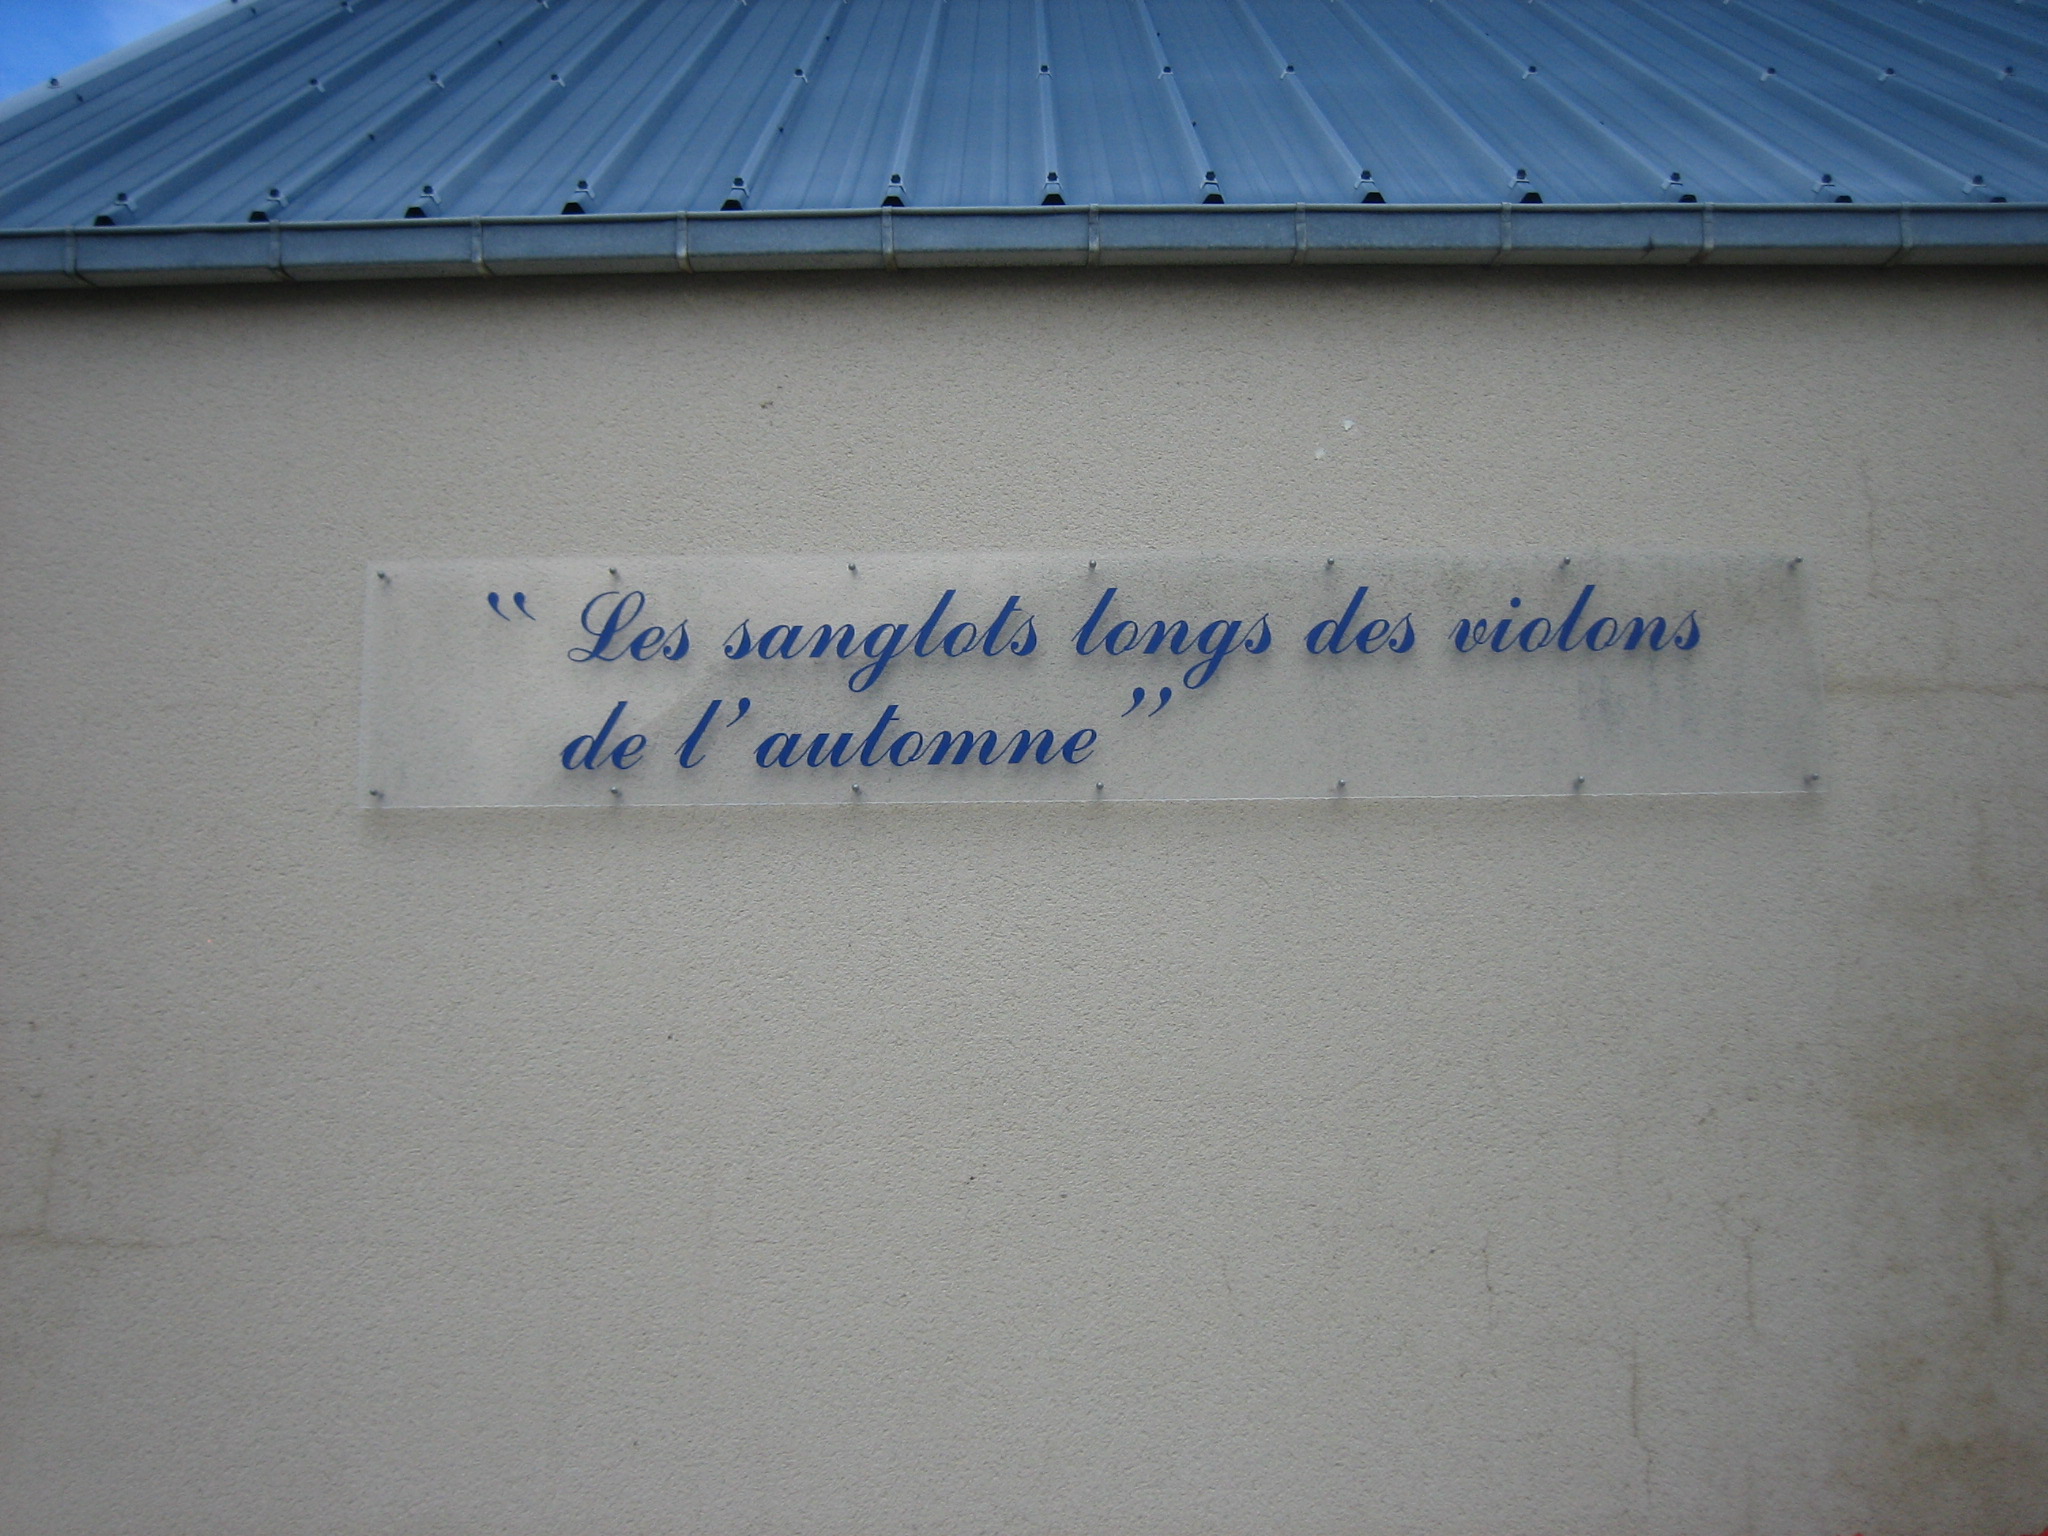 “ Les sanglots longs des violons
de l’automne ”